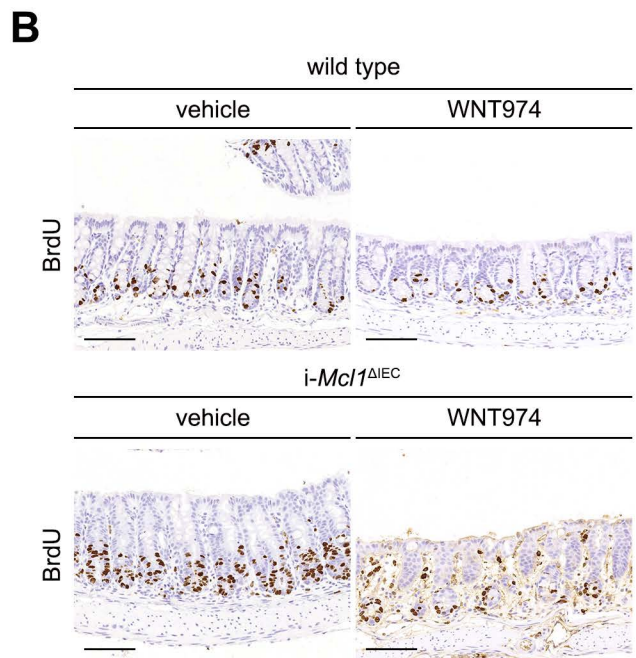 B
wild type
vehicle WNT974
BrdU
i-Mcl1ΔIEC
vehicle WNT974
BrdU